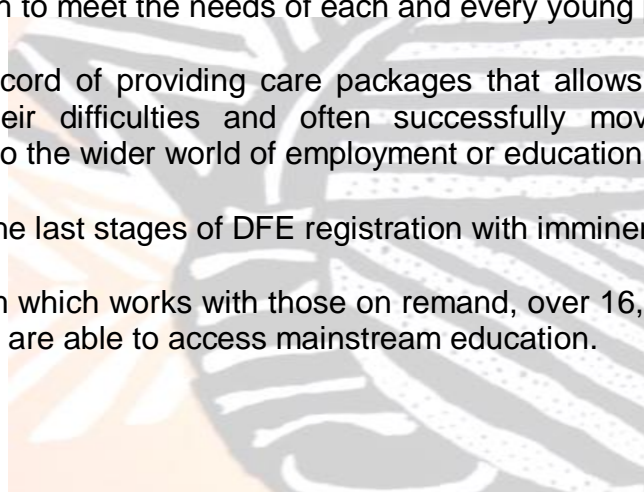 n to meet the needs of each and every young
cord of providing care packages that allows
eir difficulties and often successfully mov
o the wider world of employment or education
he last stages of DFE registration with imminer
n which works with those on remand, over 16,
are able to access mainstream education.